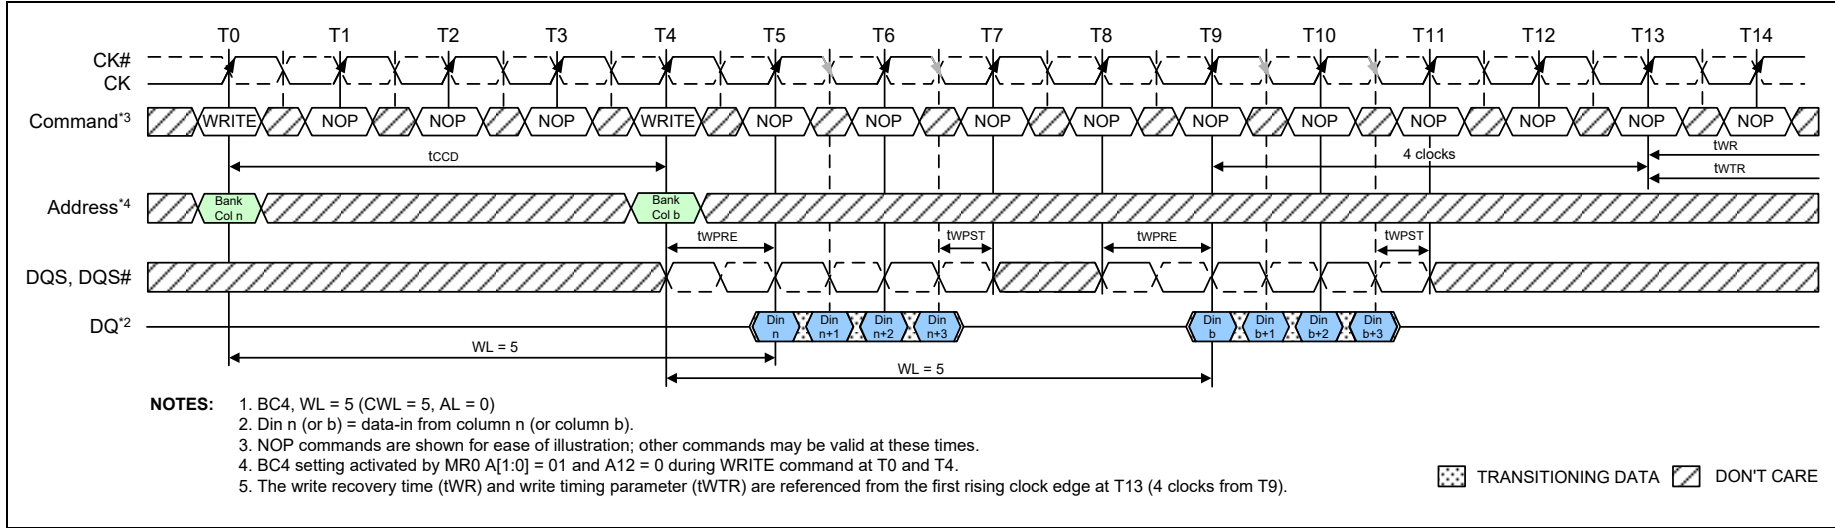 T0 T1 T2 T3 T4 T5 T6 T7 T8 T9 T10 T11 T12 T13 T14
CK#
CK
Command*3 WRITE NOP NOP NOP WRITE NOP NOP NOP NOP NOP NOP NOP NOP NOP NOP
tCCD 4 clocks tWR
tWTR
Address*4 Bank Col n Bank Col b
tWPRE tWPST tWPRE tWPST
DQS, DQS#
DQ*2 Din n Din n+1 Din n+2 Din n+3 Din b Din b+1 Din b+2 Din b+3
WL = 5
WL = 5
NOTES: 1. BC4, WL = 5 (CWL = 5, AL = 0)
2. Din n (or b) = data-in from column n (or column b).
3. NOP commands are shown for ease of illustration; other commands may be valid at these times.
4. BC4 setting activated by MR0 A[1:0] = 01 and A12 = 0 during WRITE command at T0 and T4.
5. The write recovery time (tWR) and write timing parameter (tWTR) are referenced from the first rising clock edge at T13 (4 clocks from T9).
TRANSITIONING DATA DON'T CARE